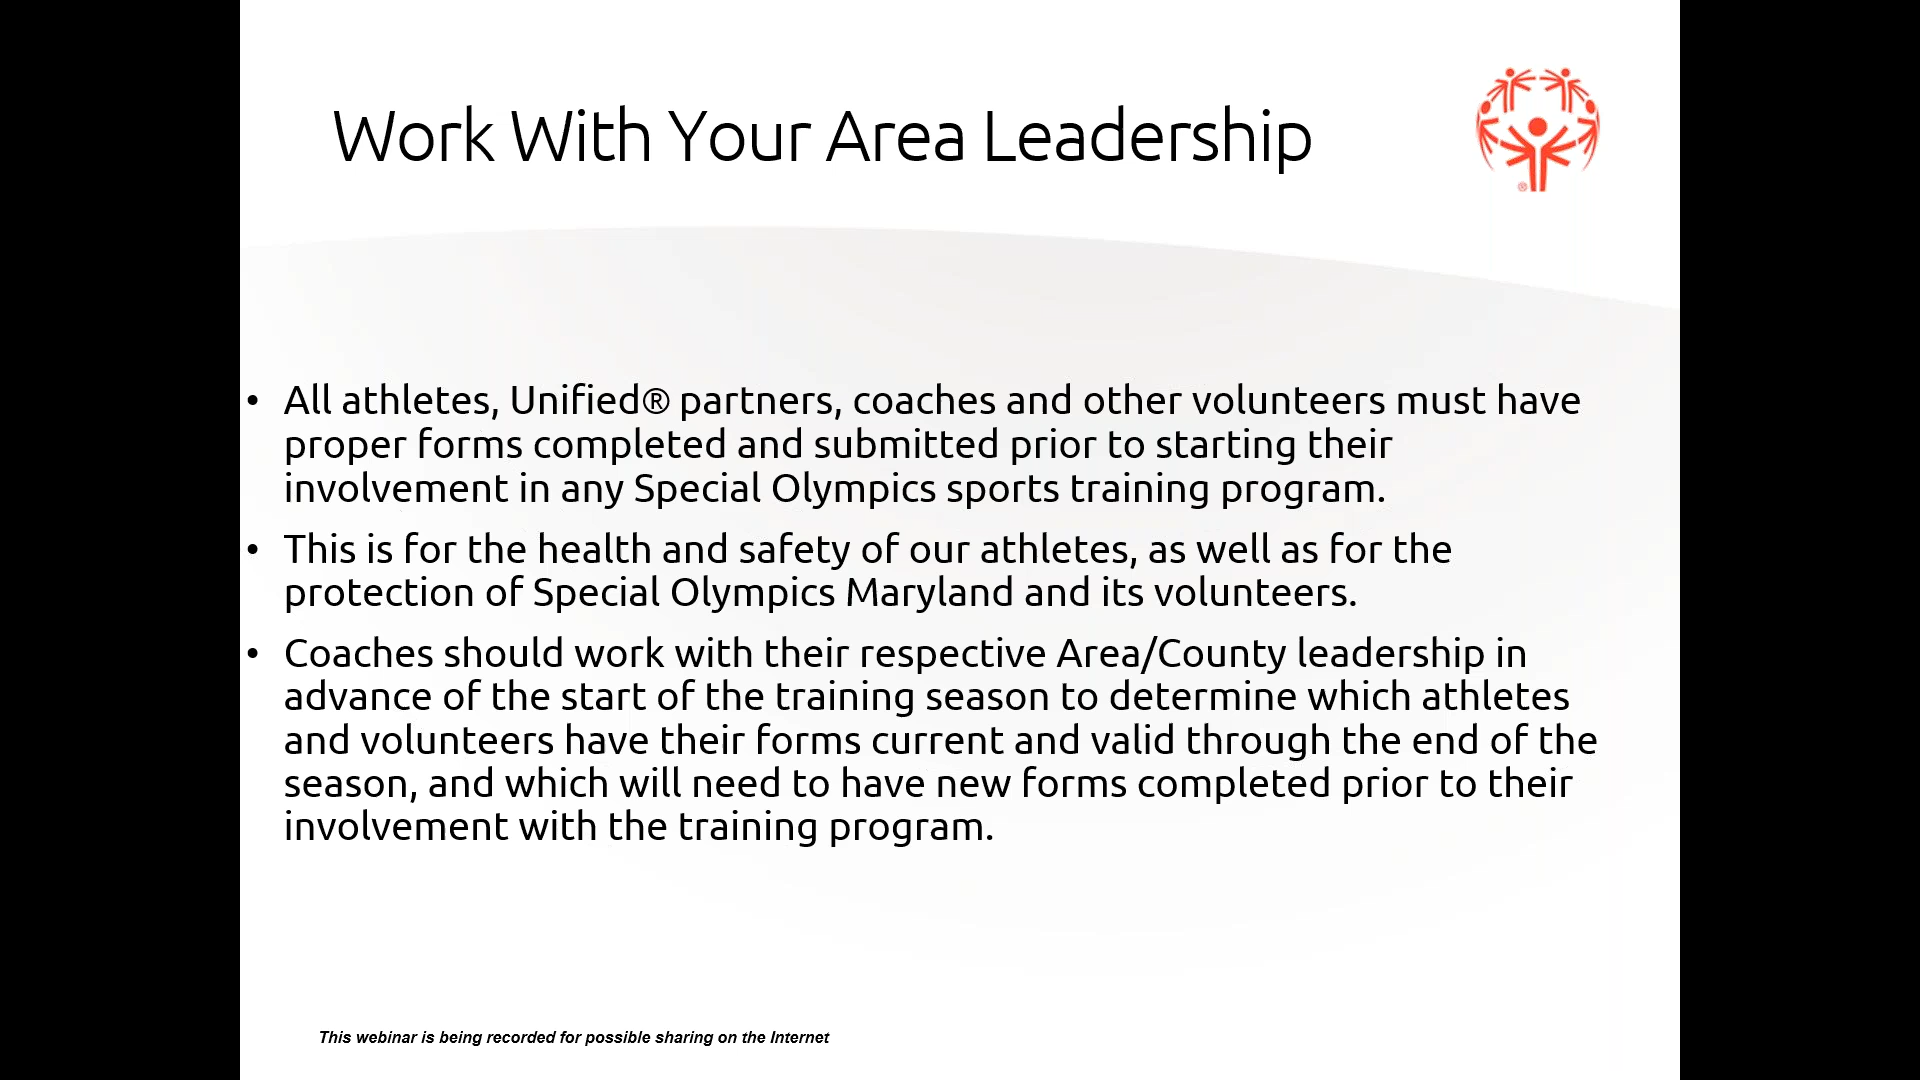 Work With Your Area Leadership
®
• All athletes, Unified® partners, coaches and other volunteers must have
proper forms completed and submitted prior to starting their
involvement in any Special Olympics sports training program.
• This is for the health and safety of our athletes, as well as for the
protection of Special Olympics Maryland and its volunteers.
• Coaches should work with their respective Area/County leadership in
advance of the start of the training season to determine which athletes
and volunteers have their forms current and valid through the end of the
season, and which will need to have new forms completed prior to their
involvement with the training program.
This webinar is being recorded for possible sharing on the Internet